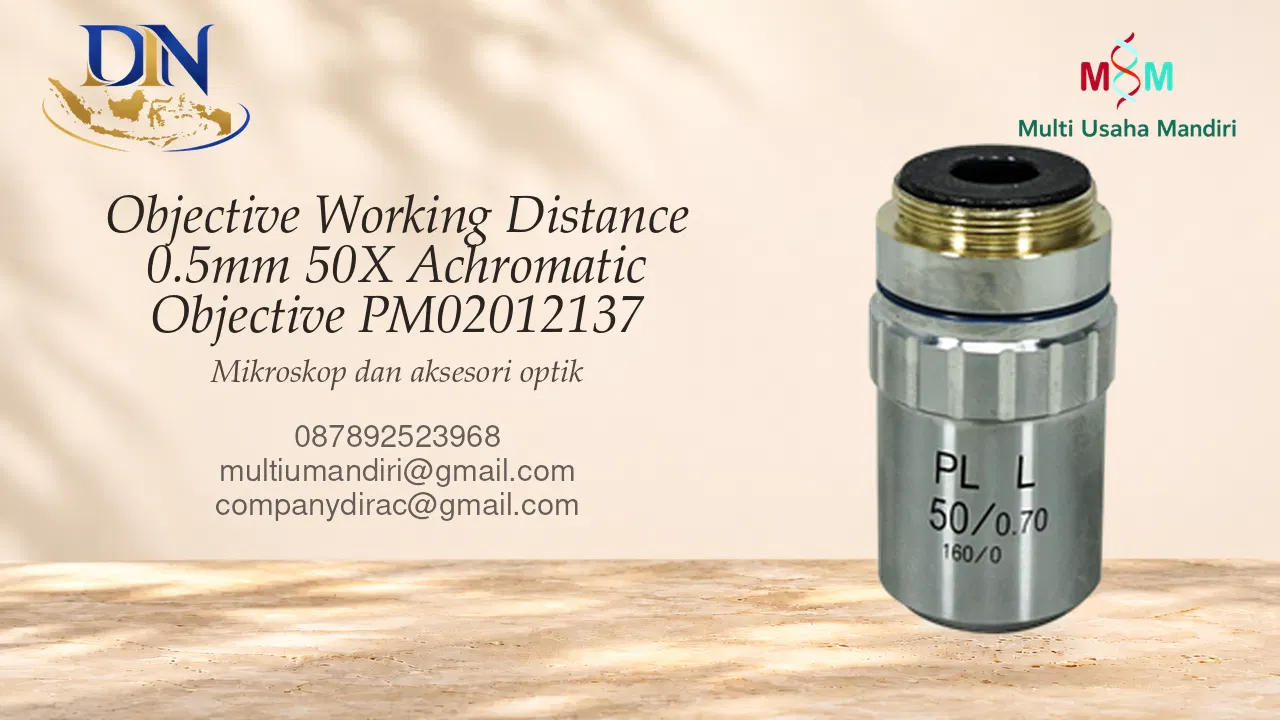 DIN
M M
Multi Usaha Mandiri
Objective Working Distance
0.5mm 50X Achromatic
Objective PM02012137
Mikroskop dan aksesori optik
087892523968
multiumandiri@gmail.com
companydirac@gmail.com
PL L
50/0.70
160/0